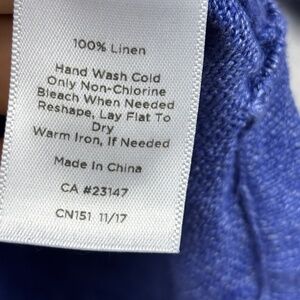 100% Linen
Hand Wash Cold
Only Non-Chlorine
Bleach When Needed
Reshape, Lay Flat To
Dry
Warm Iron, If Needed
Made In China
CA #23147
CN151 11/17